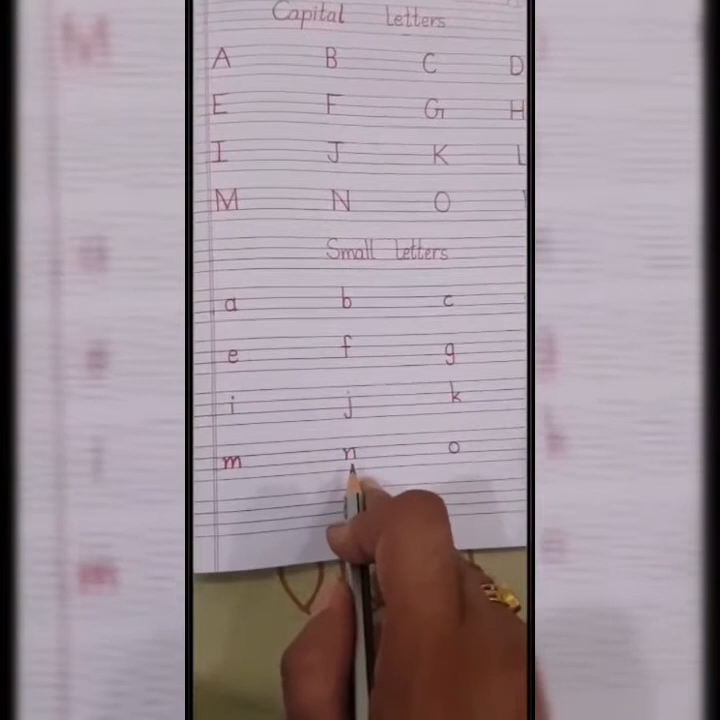 Capital letters
A B C D
E F G H
I J K L
M N O
Small letters
a b c
e f g
i j k
m n o